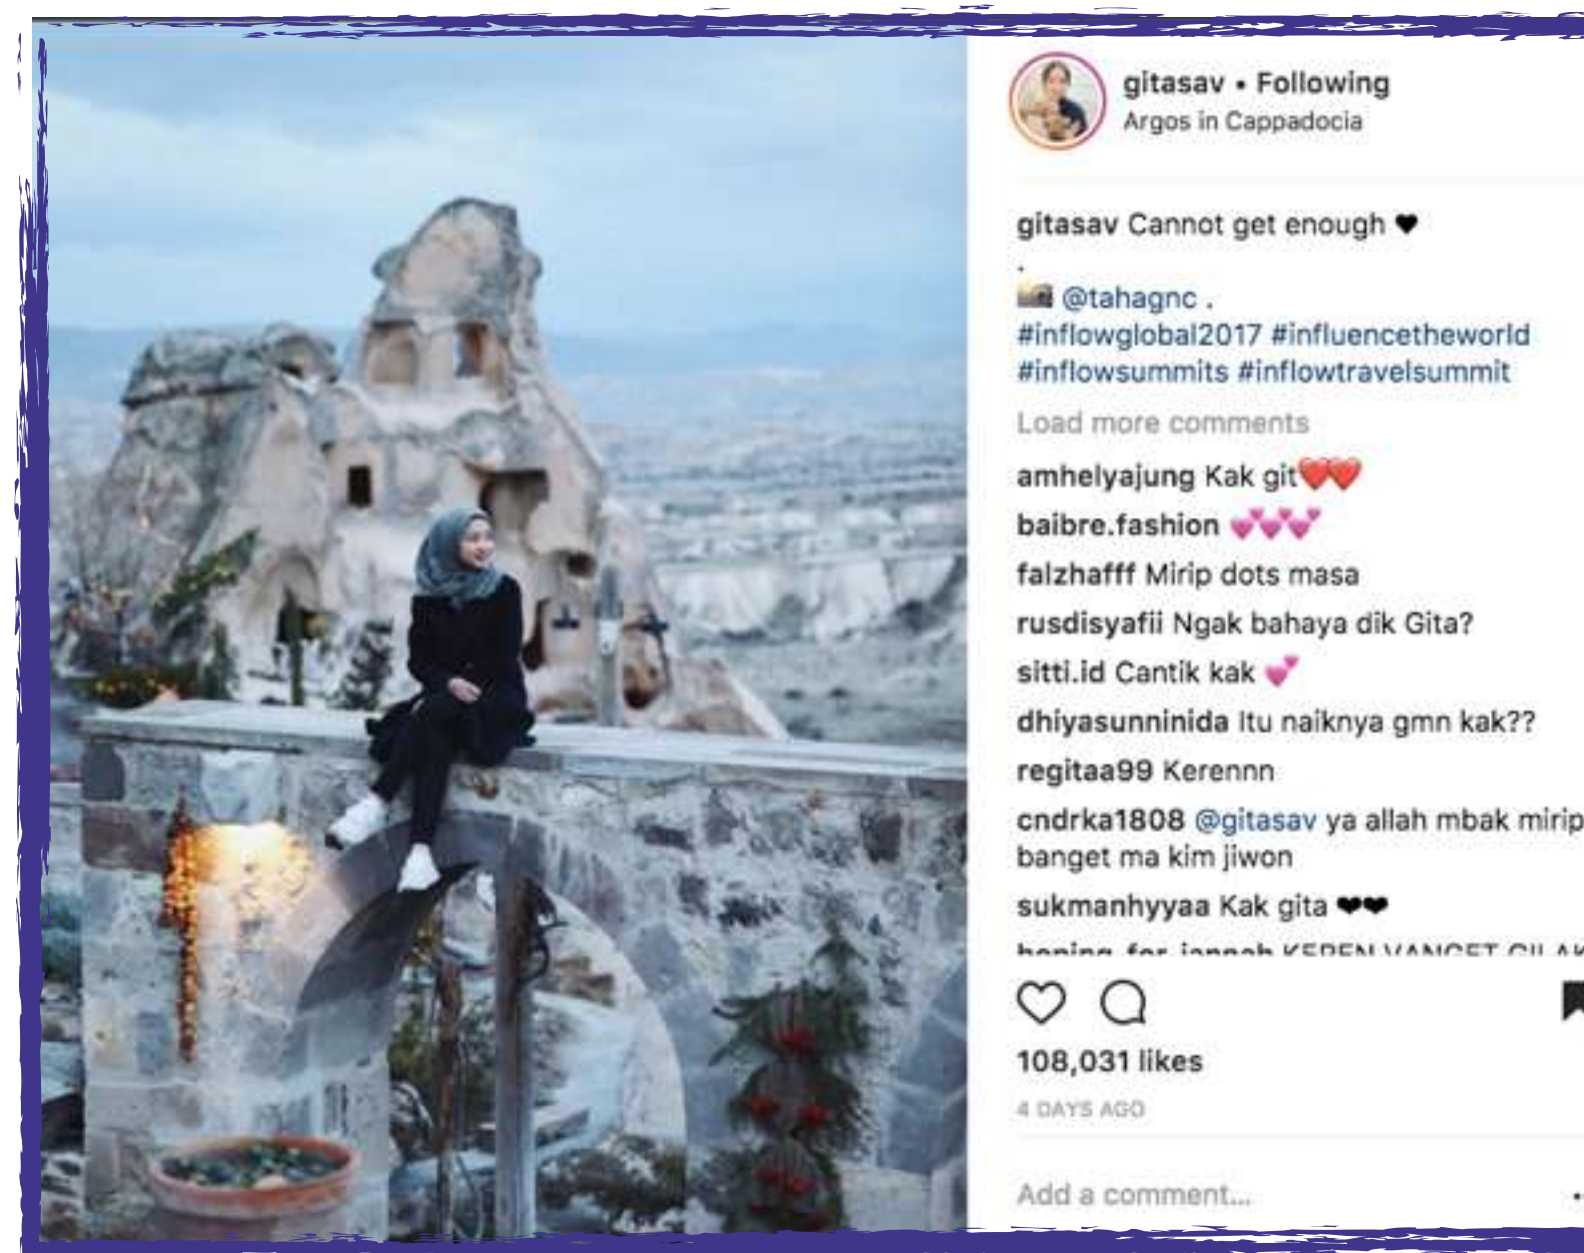 gitasav • Following
Argos in Cappadocia
gitasav Cannot get enough 🖤
.
📷 @tahagnc .
#inflowglobal2017 #influencetheworld
#inflowsummits #inflowtravelsummit
Load more comments
amhelyajung Kak git❤️❤️
baibre.fashion 💕💕💕
falzhafff Mirip dots masa
rusdisyafii Ngak bahaya dik Gita?
sitti.id Cantik kak 💕
dhiyasunninida Itu naiknya gmn kak??
regitaa99 Kerennn
cndrka1808 @gitasav ya allah mbak mirip
banget ma kim jiwon
sukmanhyyaa Kak gita 🖤🖤
108,031 likes
4 DAYS AGO
Add a comment...